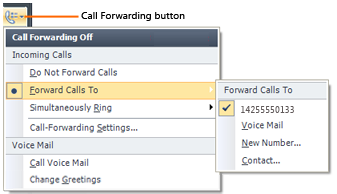 Call Forwarding button
Call Forwarding Off
Incoming Calls
Do Not Forward Calls
Forward Calls To
Simultaneously Ring
Call-Forwarding Settings...
Voice Mail
Call Voice Mail
Change Greetings
Forward Calls To
14255550133
Voice Mail
New Number...
Contact...